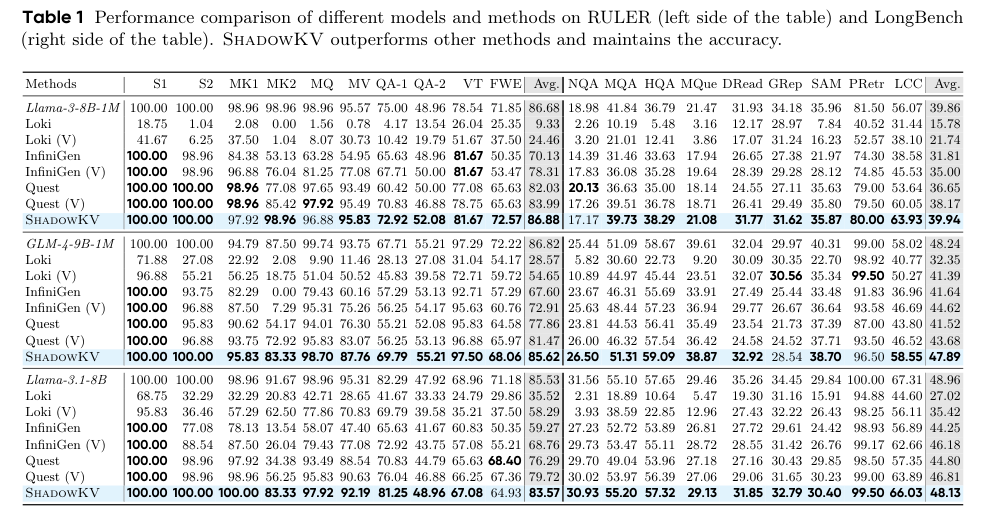 Table 1 Performance comparison of different models and methods on RULER (left side of the table) and LongBench
(right side of the table). SHADOWKV outperforms other methods and maintains the accuracy.
Methods S1 S2 MK1 MK2 MQ MV QA-1 QA-2 VT FWE Avg. NQA MQA HQA MQue DRead GRep SAM PRetr LCC Avg.
Llama-3-8B-1M 100.00 100.00 98.96 98.96 98.96 95.57 75.00 48.96 78.54 71.85 86.68 18.98 41.84 36.79 21.47 31.93 34.18 35.96 81.50 56.07 39.86
Loki 18.75 1.04 2.08 0.00 1.56 0.78 4.17 13.54 26.04 25.35 9.33 2.26 10.19 5.48 3.16 12.17 28.97 7.84 40.52 31.44 15.78
Loki (V) 41.67 6.25 37.50 1.04 8.07 30.73 10.42 19.79 51.67 37.50 24.46 3.20 21.01 12.41 3.86 17.07 31.24 16.23 52.57 38.10 21.74
InfiniGen 100.00 98.96 84.38 53.13 63.28 54.95 65.63 48.96 81.67 50.35 70.13 14.39 31.46 33.63 17.94 26.65 27.38 21.97 74.30 38.58 31.81
InfiniGen (V) 100.00 98.96 96.88 76.04 81.25 77.08 67.71 50.00 81.67 53.47 78.31 17.83 36.08 35.28 19.64 28.39 29.28 28.12 74.85 45.53 35.00
Quest 100.00 100.00 98.96 77.08 97.65 93.49 60.42 50.00 77.08 65.63 82.03 20.13 36.63 35.00 18.14 24.55 27.11 35.63 79.00 53.64 36.65
Quest (V) 100.00 100.00 98.96 85.42 97.92 95.49 70.83 46.88 78.75 65.63 83.99 17.26 39.51 36.78 18.71 26.41 29.49 35.80 79.50 60.05 38.17
SHADOWKV 100.00 100.00 97.92 98.96 96.88 95.83 72.92 52.08 81.67 72.57 86.88 17.17 39.73 38.29 21.08 31.77 31.62 35.87 80.00 63.93 39.94
GLM-4-9B-1M 100.00 100.00 94.79 87.50 99.74 93.75 67.71 55.21 97.29 72.22 86.82 25.44 51.09 58.67 39.61 32.04 29.97 40.31 99.00 58.02 48.24
Loki 71.88 27.08 22.92 2.08 9.90 11.46 28.13 27.08 31.04 54.17 28.57 5.82 30.60 22.73 9.20 30.09 30.35 22.70 98.92 40.77 32.35
Loki (V) 96.88 55.21 56.25 18.75 51.04 50.52 45.83 39.58 72.71 59.72 54.65 10.89 44.97 45.44 23.51 32.07 30.56 35.34 99.50 50.27 41.39
InfiniGen 100.00 93.75 82.29 0.00 79.43 60.16 57.29 53.13 92.71 57.29 67.60 23.67 46.31 55.69 33.91 27.49 25.44 33.48 91.83 36.96 41.64
InfiniGen (V) 100.00 96.88 87.50 7.29 95.31 75.26 56.25 54.17 95.63 60.76 72.91 25.63 48.44 57.23 36.94 29.77 26.67 36.64 93.58 46.69 44.62
Quest 100.00 95.83 90.62 54.17 94.01 76.30 55.21 52.08 95.83 64.58 77.86 23.81 44.53 56.41 35.49 23.54 21.73 37.39 87.00 43.80 41.52
Quest (V) 100.00 96.88 93.75 72.92 95.83 83.07 56.25 53.13 96.88 65.97 81.47 26.00 46.32 57.54 36.42 24.58 24.52 37.71 93.50 46.52 43.68
SHADOWKV 100.00 100.00 95.83 83.33 98.70 87.76 69.79 55.21 97.50 68.06 85.62 26.50 51.31 59.09 38.87 32.92 28.54 38.70 96.50 58.55 47.89
Llama-3.1-8B 100.00 100.00 98.96 91.67 98.96 95.31 82.29 47.92 68.96 71.18 85.53 31.56 55.10 57.65 29.46 35.26 34.45 29.84 100.00 67.31 48.96
Loki 68.75 32.29 32.29 20.83 42.71 28.65 41.67 33.33 24.79 29.86 35.52 2.31 18.89 10.64 5.47 19.30 31.16 15.91 94.88 44.60 27.02
Loki (V) 95.83 36.46 57.29 62.50 77.86 70.83 69.79 39.58 35.21 37.50 58.29 3.93 38.59 22.85 12.96 27.43 32.22 26.43 98.25 56.11 35.42
InfiniGen 100.00 77.08 78.13 13.54 58.07 47.40 65.63 41.67 60.83 50.35 59.27 27.23 52.72 53.89 26.81 27.72 29.61 24.42 98.93 56.89 44.25
InfiniGen (V) 100.00 88.54 87.50 26.04 79.43 77.08 72.92 43.75 57.08 55.21 68.76 29.73 53.47 55.11 28.72 28.55 31.42 26.76 99.17 62.66 46.18
Quest 100.00 98.96 97.92 34.38 93.49 88.54 70.83 44.79 65.63 68.40 76.29 29.70 49.04 53.96 27.18 27.16 30.43 29.85 98.50 57.35 44.80
Quest (V) 100.00 98.96 98.96 56.25 95.83 90.63 76.04 46.88 66.25 67.36 79.72 30.02 53.97 56.39 27.06 29.06 31.65 30.23 99.00 63.89 46.81
SHADOWKV 100.00 100.00 100.00 83.33 97.92 92.19 81.25 48.96 67.08 64.93 83.57 30.93 55.20 57.32 29.13 31.85 32.79 30.40 99.50 66.03 48.13